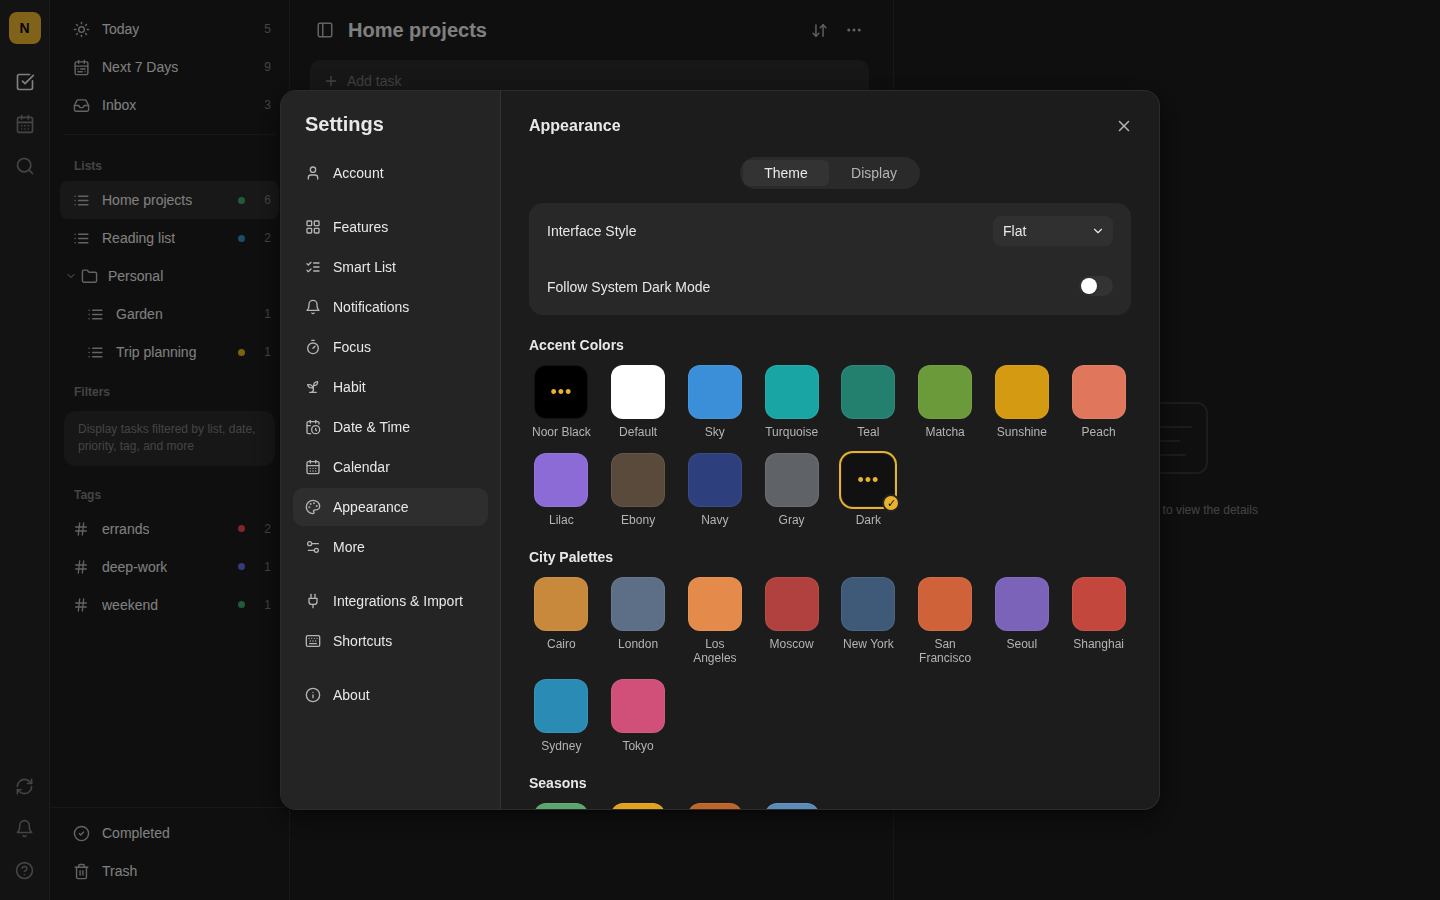 N
Today 5
Next 7 Days 9
Inbox 3
Lists
Home projects 6
Reading list 2
Personal
Garden 1
Trip planning 1
Filters
Display tasks filtered by list, date,
priority, tag, and more
Tags
errands 2
deep-work 1
weekend 1
Completed
Trash
Home projects
Add task
to view the details
Settings
Account
Features
Smart List
Notifications
Focus
Habit
Date & Time
Calendar
Appearance
More
Integrations & Import
Shortcuts
About
Appearance
Theme Display
Interface Style Flat
Follow System Dark Mode
Accent Colors
Noor Black Default Sky Turquoise Teal Matcha Sunshine Peach
Lilac Ebony Navy Gray Dark
City Palettes
Cairo London Los Angeles Moscow New York San Francisco Seoul Shanghai
Sydney Tokyo
Seasons